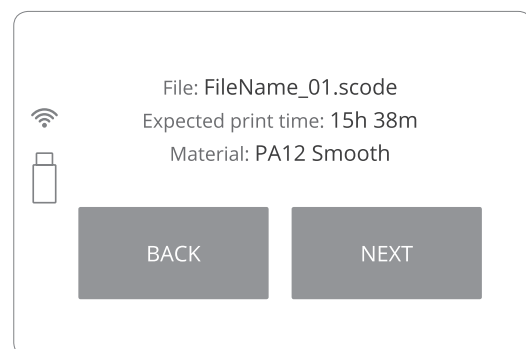 File: FileName_01.scode
Expected print time: 15h 38m
Material: PA12 Smooth
BACK NEXT